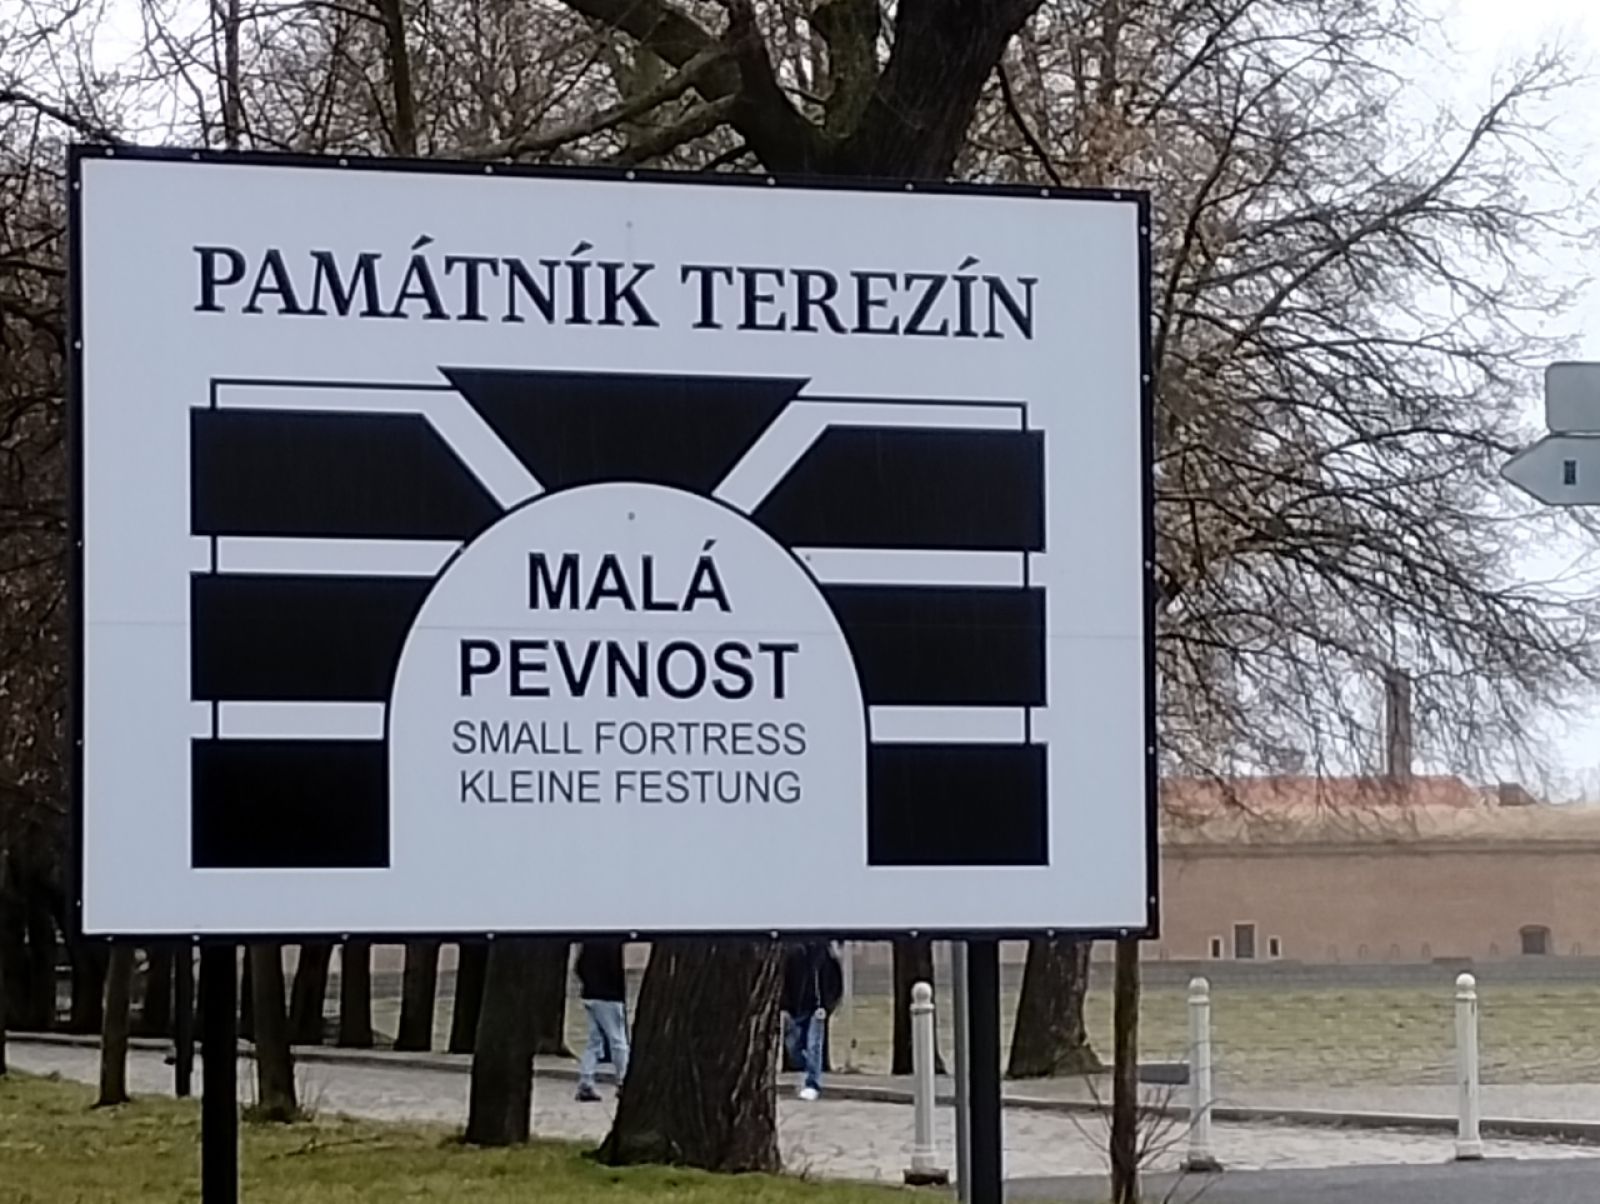 PAMÁTNÍK TEREZÍN
MALÁ
PEVNOST
SMALL FORTRESS
KLEINE FESTUNG